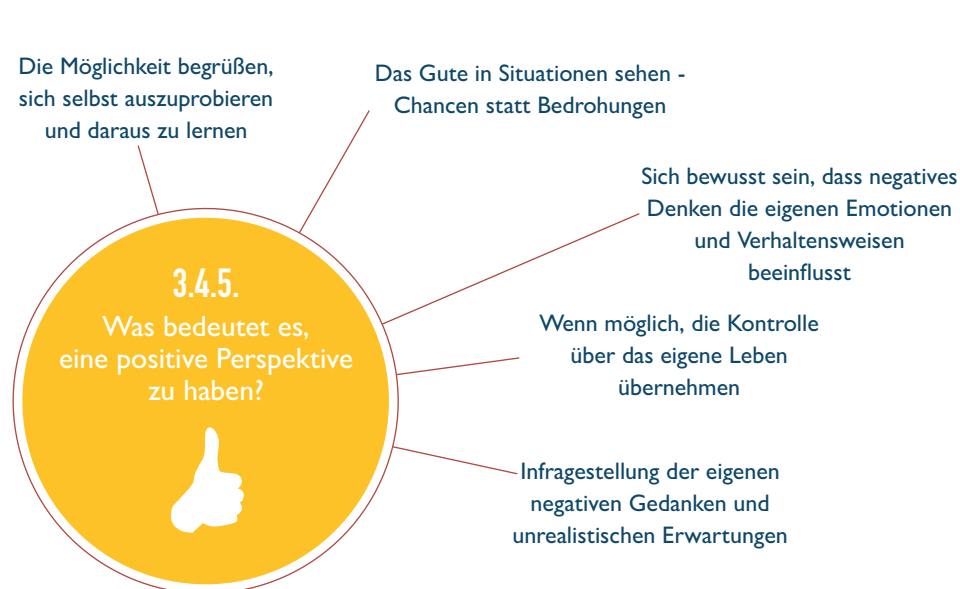 Die Möglichkeit begrüßen,
sich selbst auszuprobieren
und daraus zu lernen
Das Gute in Situationen sehen -
Chancen statt Bedrohungen
Sich bewusst sein, dass negatives
Denken die eigenen Emotionen
und Verhaltensweisen
beeinflusst
3.4.5.
Was bedeutet es,
eine positive Perspektive
zu haben?
Wenn möglich, die Kontrolle
über das eigene Leben
übernehmen
Infragestellung der eigenen
negativen Gedanken und
unrealistischen Erwartungen